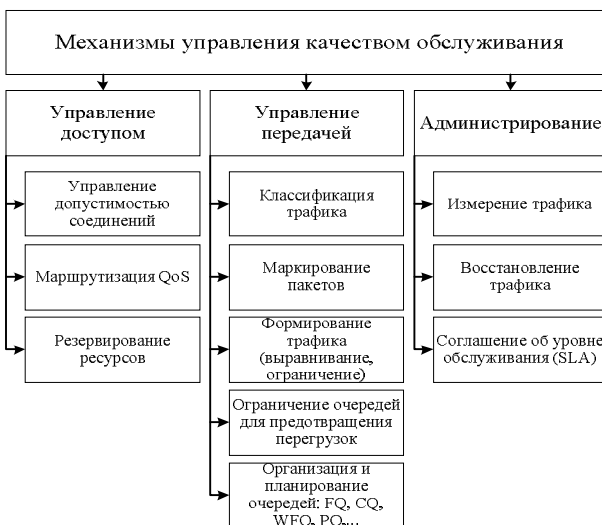 Механизмы управления качеством обслуживания
Управление
доступом
Управление
допустимостью
соединений
Маршрутизация QoS
Резервирование
ресурсов
Управление
передачей
Классификация
трафика
Маркирование
пакетов
Формирование
трафика
(выравнивание,
ограничение)
Ограничение очередей
для предотвращения
перегрузок
Организация и
планирование
очередей: FQ, CQ,
WFQ, PQ,...
Администрирование
Измерение трафика
Восстановление
трафика
Соглашение об уровне
обслуживания (SLA)